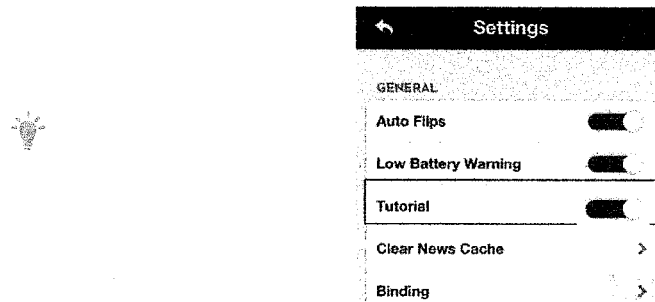 Settings
GENERAL
Auto Flips
Low Battery Warning
Tutorial
Clear News Cache
Binding